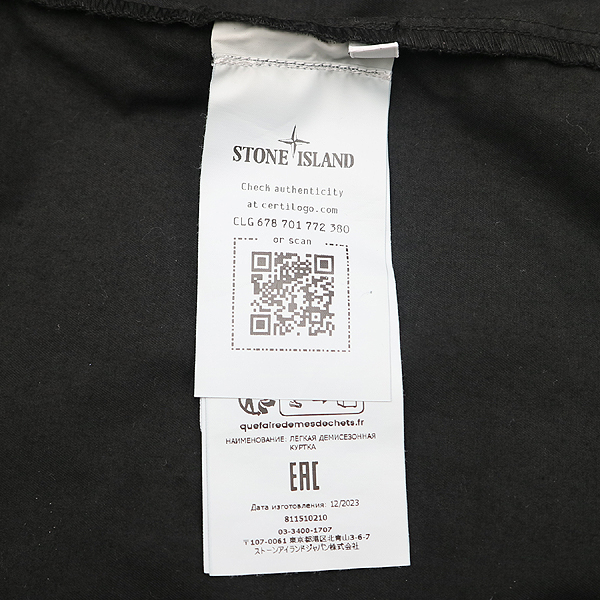 STONE ISLAND
Check authenticity
at certilogo.com
CLG 678 701 772 380
or scan
quefairedemesdechets.fr
НАИМЕНОВАНИЕ: ЛЕГКАЯ ДЕМИСЕЗОННАЯ
КУРТКА
EAC
Дата изготовления: 12/2023
811510210
03-3400-1707
〒107-0061 東京都港区北青山3-6-7
ストーンアイランドジャパン株式会社